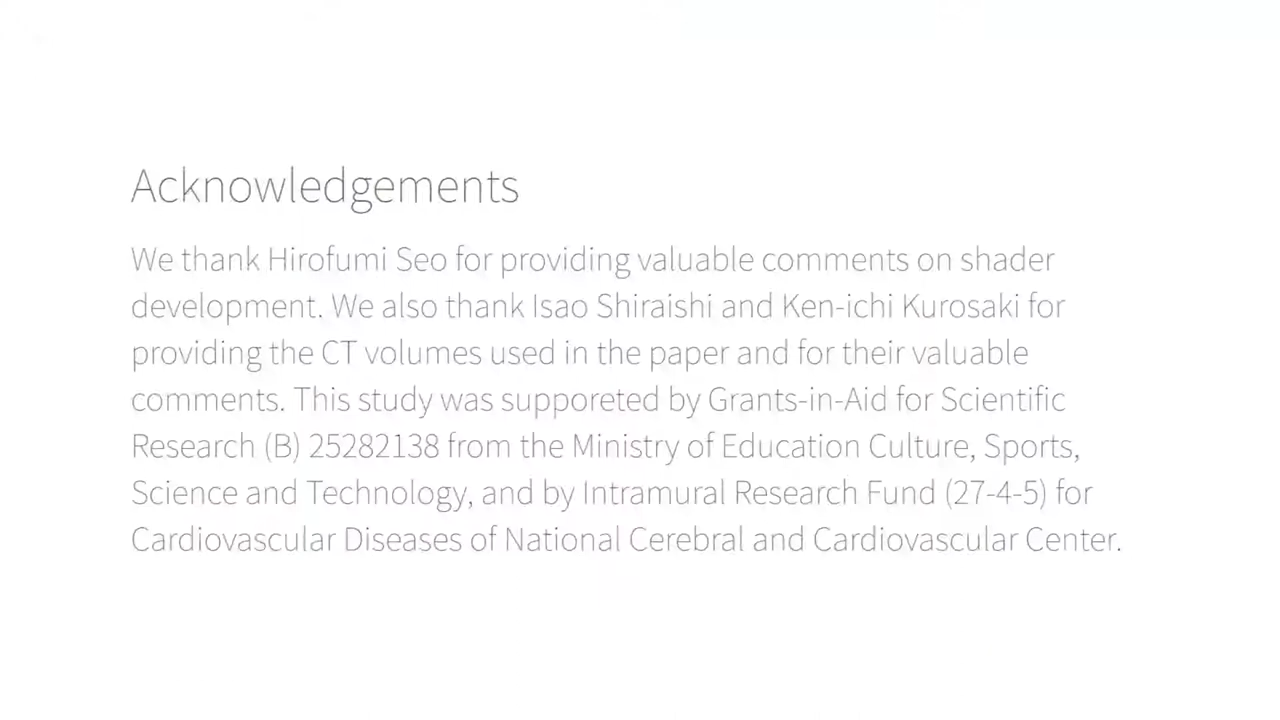 Acknowledgements
We thank Hirofumi Seo for providing valuable comments on shader
development. We also thank Isao Shiraishi and Ken-ichi Kurosaki for
providing the CT volumes used in the paper and for their valuable
comments. This study was supporeted by Grants-in-Aid for Scientific
Research (B) 25282138 from the Ministry of Education Culture, Sports,
Science and Technology, and by Intramural Research Fund (27-4-5) for
Cardiovascular Diseases of National Cerebral and Cardiovascular Center.